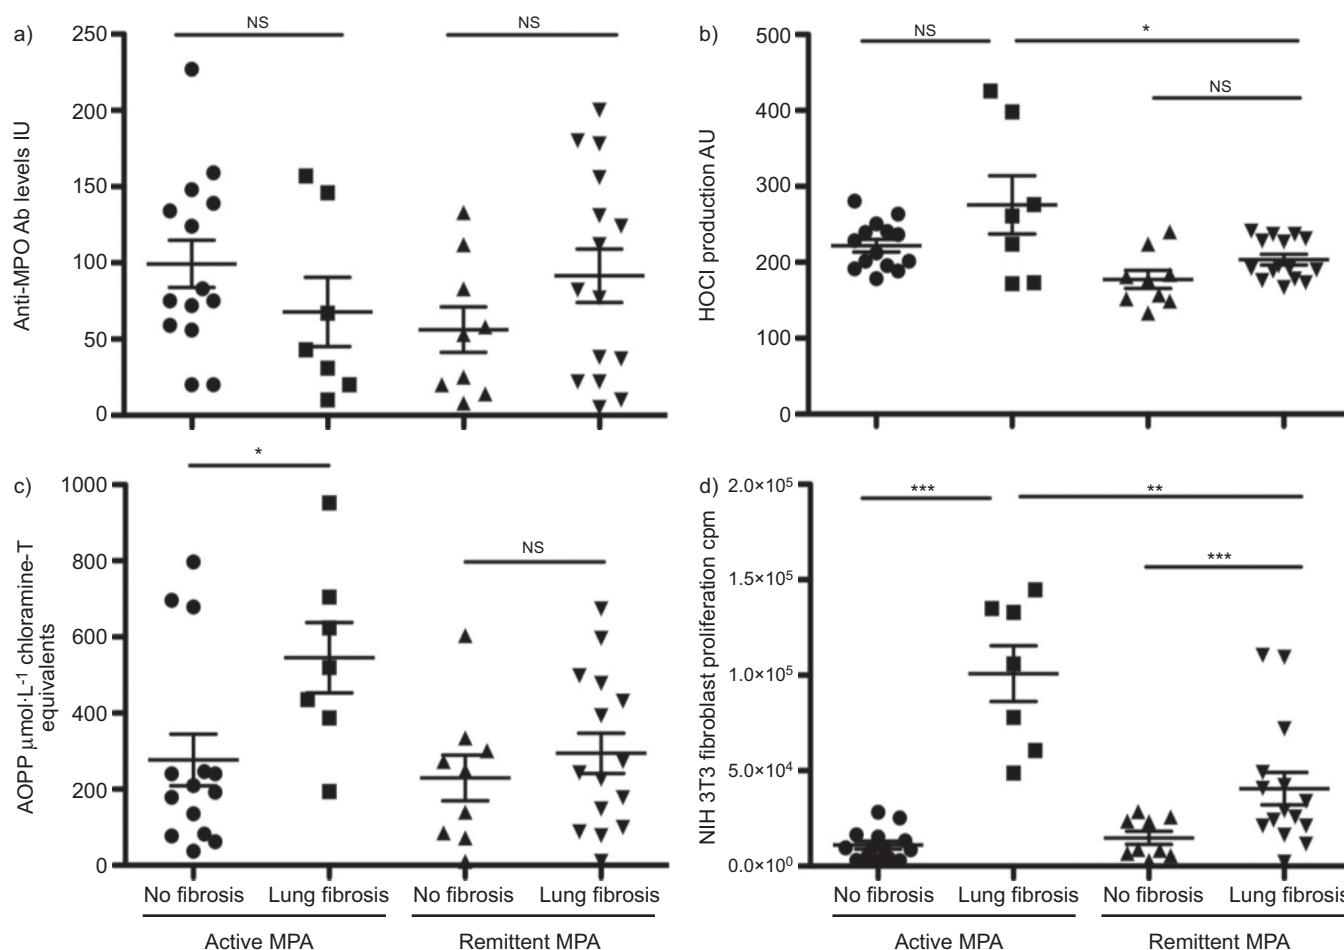 a)
NS
NS
250
200
150
100
50
0
Anti-MPO Ab levels IU
b)
NS
*
NS
500
400
300
200
100
0
HOCl production AU
c)
*
NS
1000
800
600
400
200
0
AOPP µmol·L⁻¹ chloramine-T
equivalents
No fibrosis Lung fibrosis No fibrosis Lung fibrosis
Active MPA Remittent MPA
d)
***
**
***
2.0×10⁵
1.5×10⁵
1.0×10⁵
5.0×10⁴
0.0×10⁰
NIH 3T3 fibroblast proliferation cpm
No fibrosis Lung fibrosis No fibrosis Lung fibrosis
Active MPA Remittent MPA